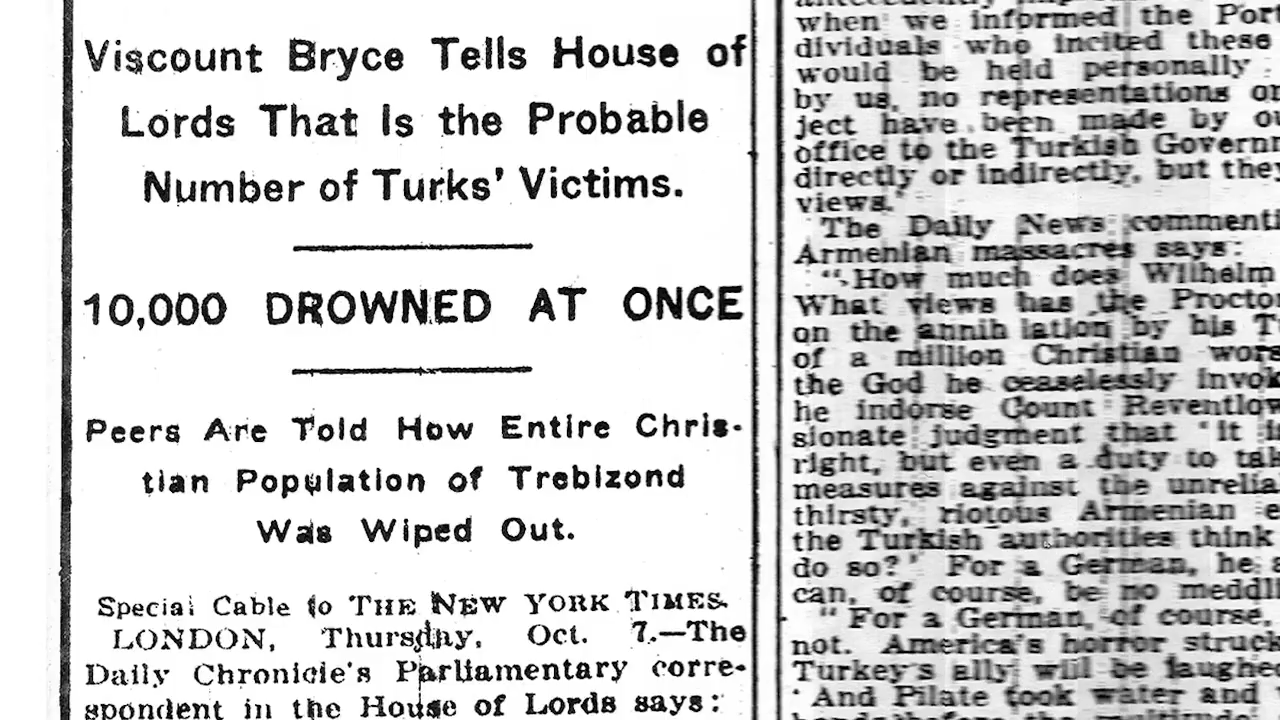 Viscount Bryce Tells House of
Lords That Is the Probable
Number of Turks' Victims.
10,000 DROWNED AT ONCE
Peers Are Told How Entire Chris-
tian Population of Trebizond
Was Wiped Out.
Special Cable to THE NEW YORK TIMES.
LONDON, Thursday, Oct. 7.—The
Daily Chronicle's Parliamentary corre-
spondent in the House of Lords says:
when we informed the Port
dividuals who incited these
would be held personally
by us, no representations on
ject have been made by ou
office to the Turkish Governm
directly or indirectly, but they
views."
The Daily News commenti
Armenian massacres says:
"How much does Wilhelm
What views has the Procto
on the annih lation by his T
of a million Christian wors
the God he ceaselessly invok
he indorse Count Reventlow
sionate judgment that 'it i
right, but even a duty to tak
measures against the unrelia
thirsty, riotous Armenian e
the Turkish authorities think
do so?' For a German, he a
can, of course, be no meddl
"For a German, of course,
not. America's horror struck
Turkey's ally will be laughed
And Pilate took water and